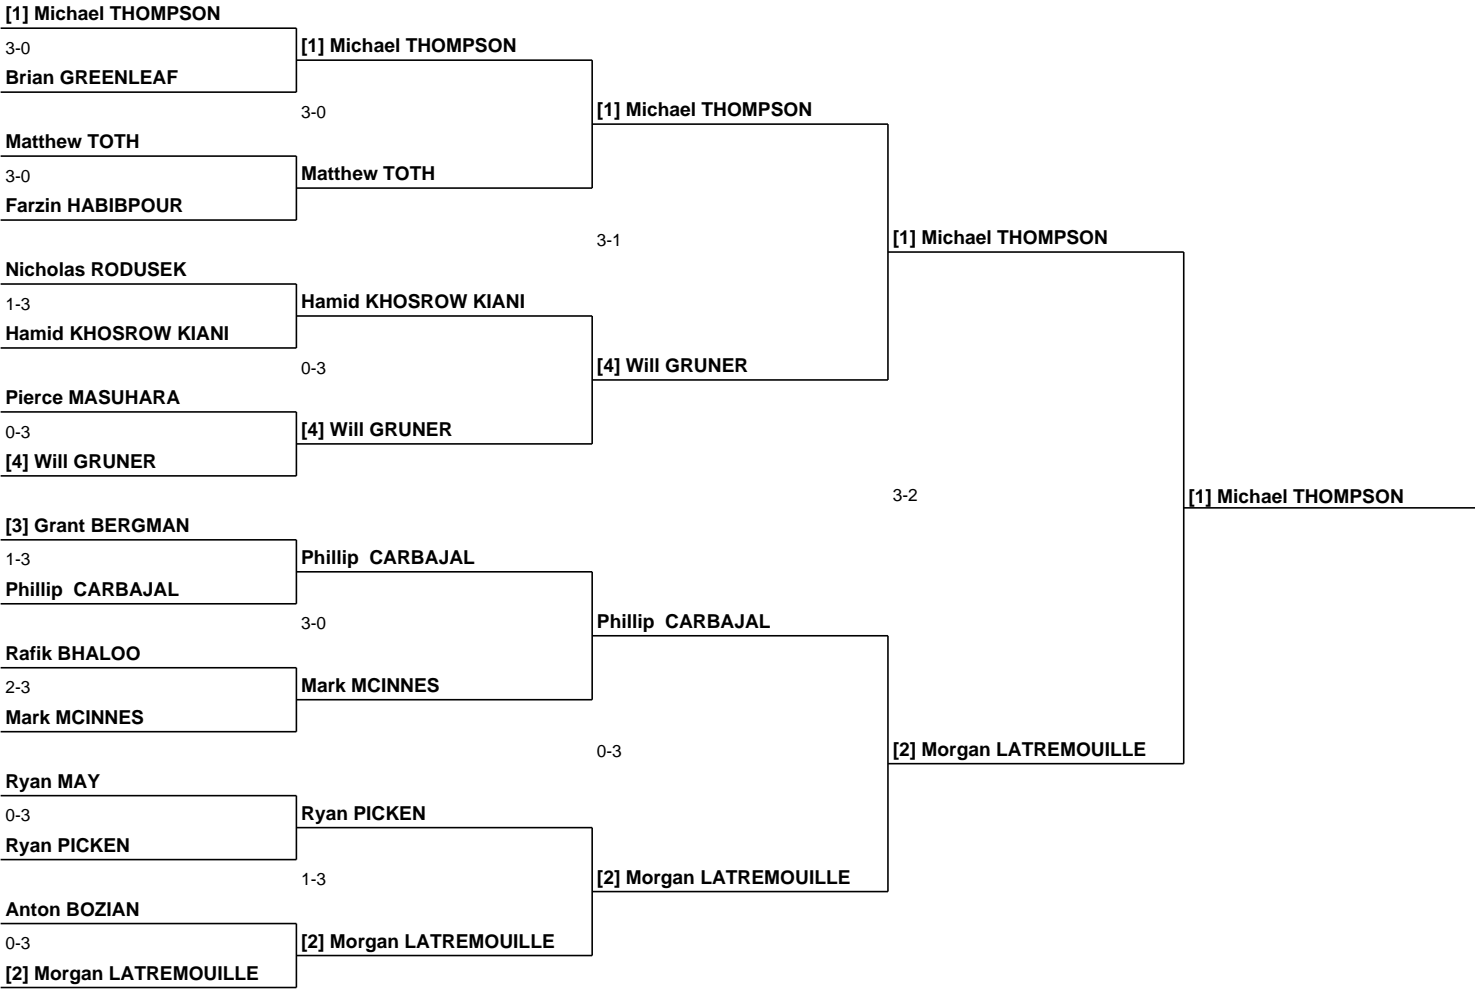 [1] Michael THOMPSON
3-0
Brian GREENLEAF
Matthew TOTH
3-0
Farzin HABIBPOUR
Nicholas RODUSEK
1-3
Hamid KHOSROW KIANI
Pierce MASUHARA
0-3
[4] Will GRUNER
[3] Grant BERGMAN
1-3
Phillip  CARBAJAL
Rafik BHALOO
2-3
Mark MCINNES
Ryan MAY
0-3
Ryan PICKEN
Anton BOZIAN
0-3
[2] Morgan LATREMOUILLE
[1] Michael THOMPSON
3-0
Matthew TOTH
Hamid KHOSROW KIANI
0-3
[4] Will GRUNER
Phillip  CARBAJAL
3-0
Mark MCINNES
Ryan PICKEN
1-3
[2] Morgan LATREMOUILLE
[1] Michael THOMPSON
3-1
[4] Will GRUNER
Phillip  CARBAJAL
0-3
[2] Morgan LATREMOUILLE
[1] Michael THOMPSON
3-2
[2] Morgan LATREMOUILLE
[1] Michael THOMPSON